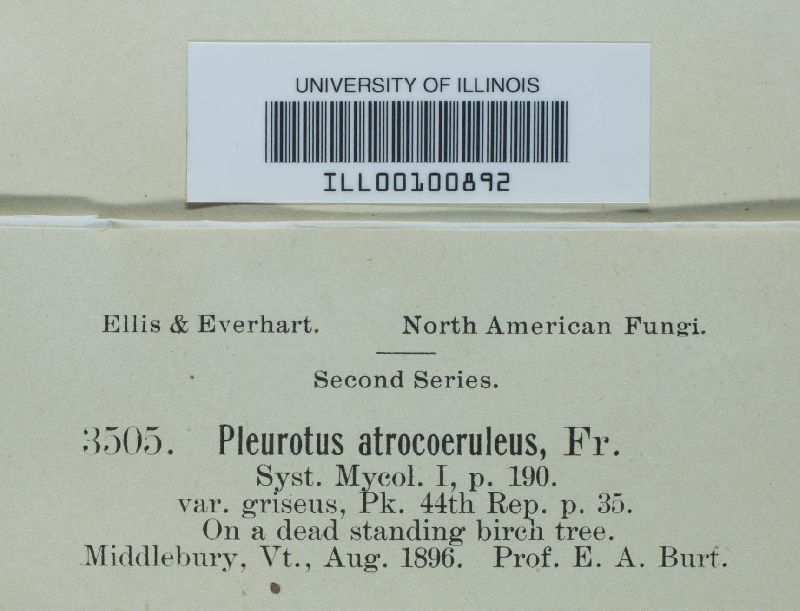 UNIVERSITY OF ILLINOIS
ILL00100892
Ellis & Everhart. North American Fungi.
Second Series.
3505. Pleurotus atrocoeruleus, Fr.
Syst. Mycol. I, p. 190.
var. griseus, Pk. 44th Rep. p. 35.
On a dead standing birch tree.
Middlebury, Vt., Aug. 1896. Prof. E. A. Burt.